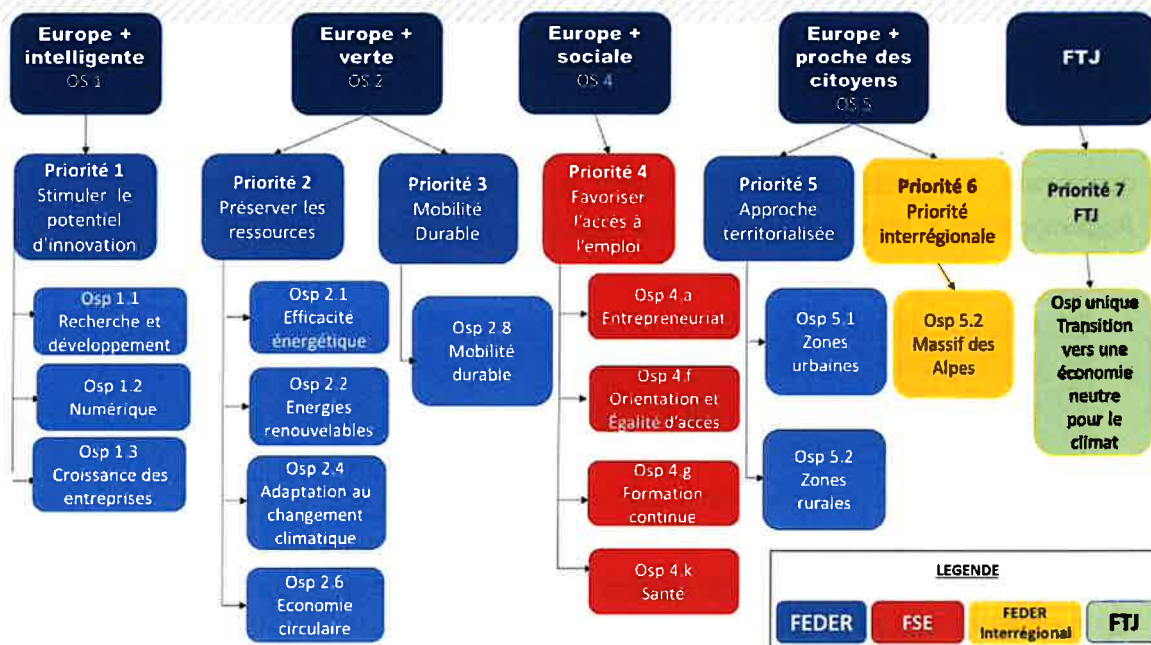 Europe +
intelligente
OS 1
Europe +
verte
OS 2
Europe +
sociale
OS 4
Europe +
proche des
citoyens
OS 5
FTJ
Priorité 1
Stimuler le
potentiel
d'innovation
Priorité 2
Préserver les
ressources
Priorité 3
Mobilité
Durable
Priorité 4
Favoriser
l'accès à
l'emploi
Priorité 5
Approche
territorialisée
Priorité 6
Priorité
interrégionale
Priorité 7
FTJ
Osp 1.1
Recherche et
développement
Osp 1.2
Numérique
Osp 1.3
Croissance des
entreprises
Osp 2.1
Efficacité
énergétique
Osp 2.2
Energies
renouvelables
Osp 2.4
Adaptation au
changement
climatique
Osp 2.6
Economie
circulaire
Osp 2.8
Mobilité
durable
Osp 4.a
Entrepreneuriat
Osp 4.f
Orientation et
Égalité d'accès
Osp 4.g
Formation
continue
Osp 4.k
Santé
Osp 5.1
Zones
urbaines
Osp 5.2
Zones
rurales
Osp 5.2
Massif des
Alpes
Osp unique
Transition
vers une
économie
neutre
pour le
climat
LEGENDE
FEDER
FSE
FEDER
Interrégional
FTJ